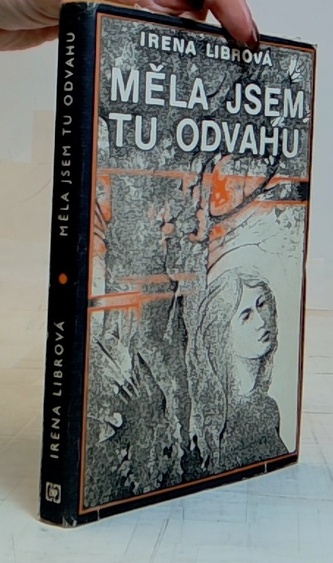 IRENA LIBROVÁ
MĚLA JSEM
TU ODVAHU
IRENA LIBROVÁ • MĚLA JSEM TU ODVAHU